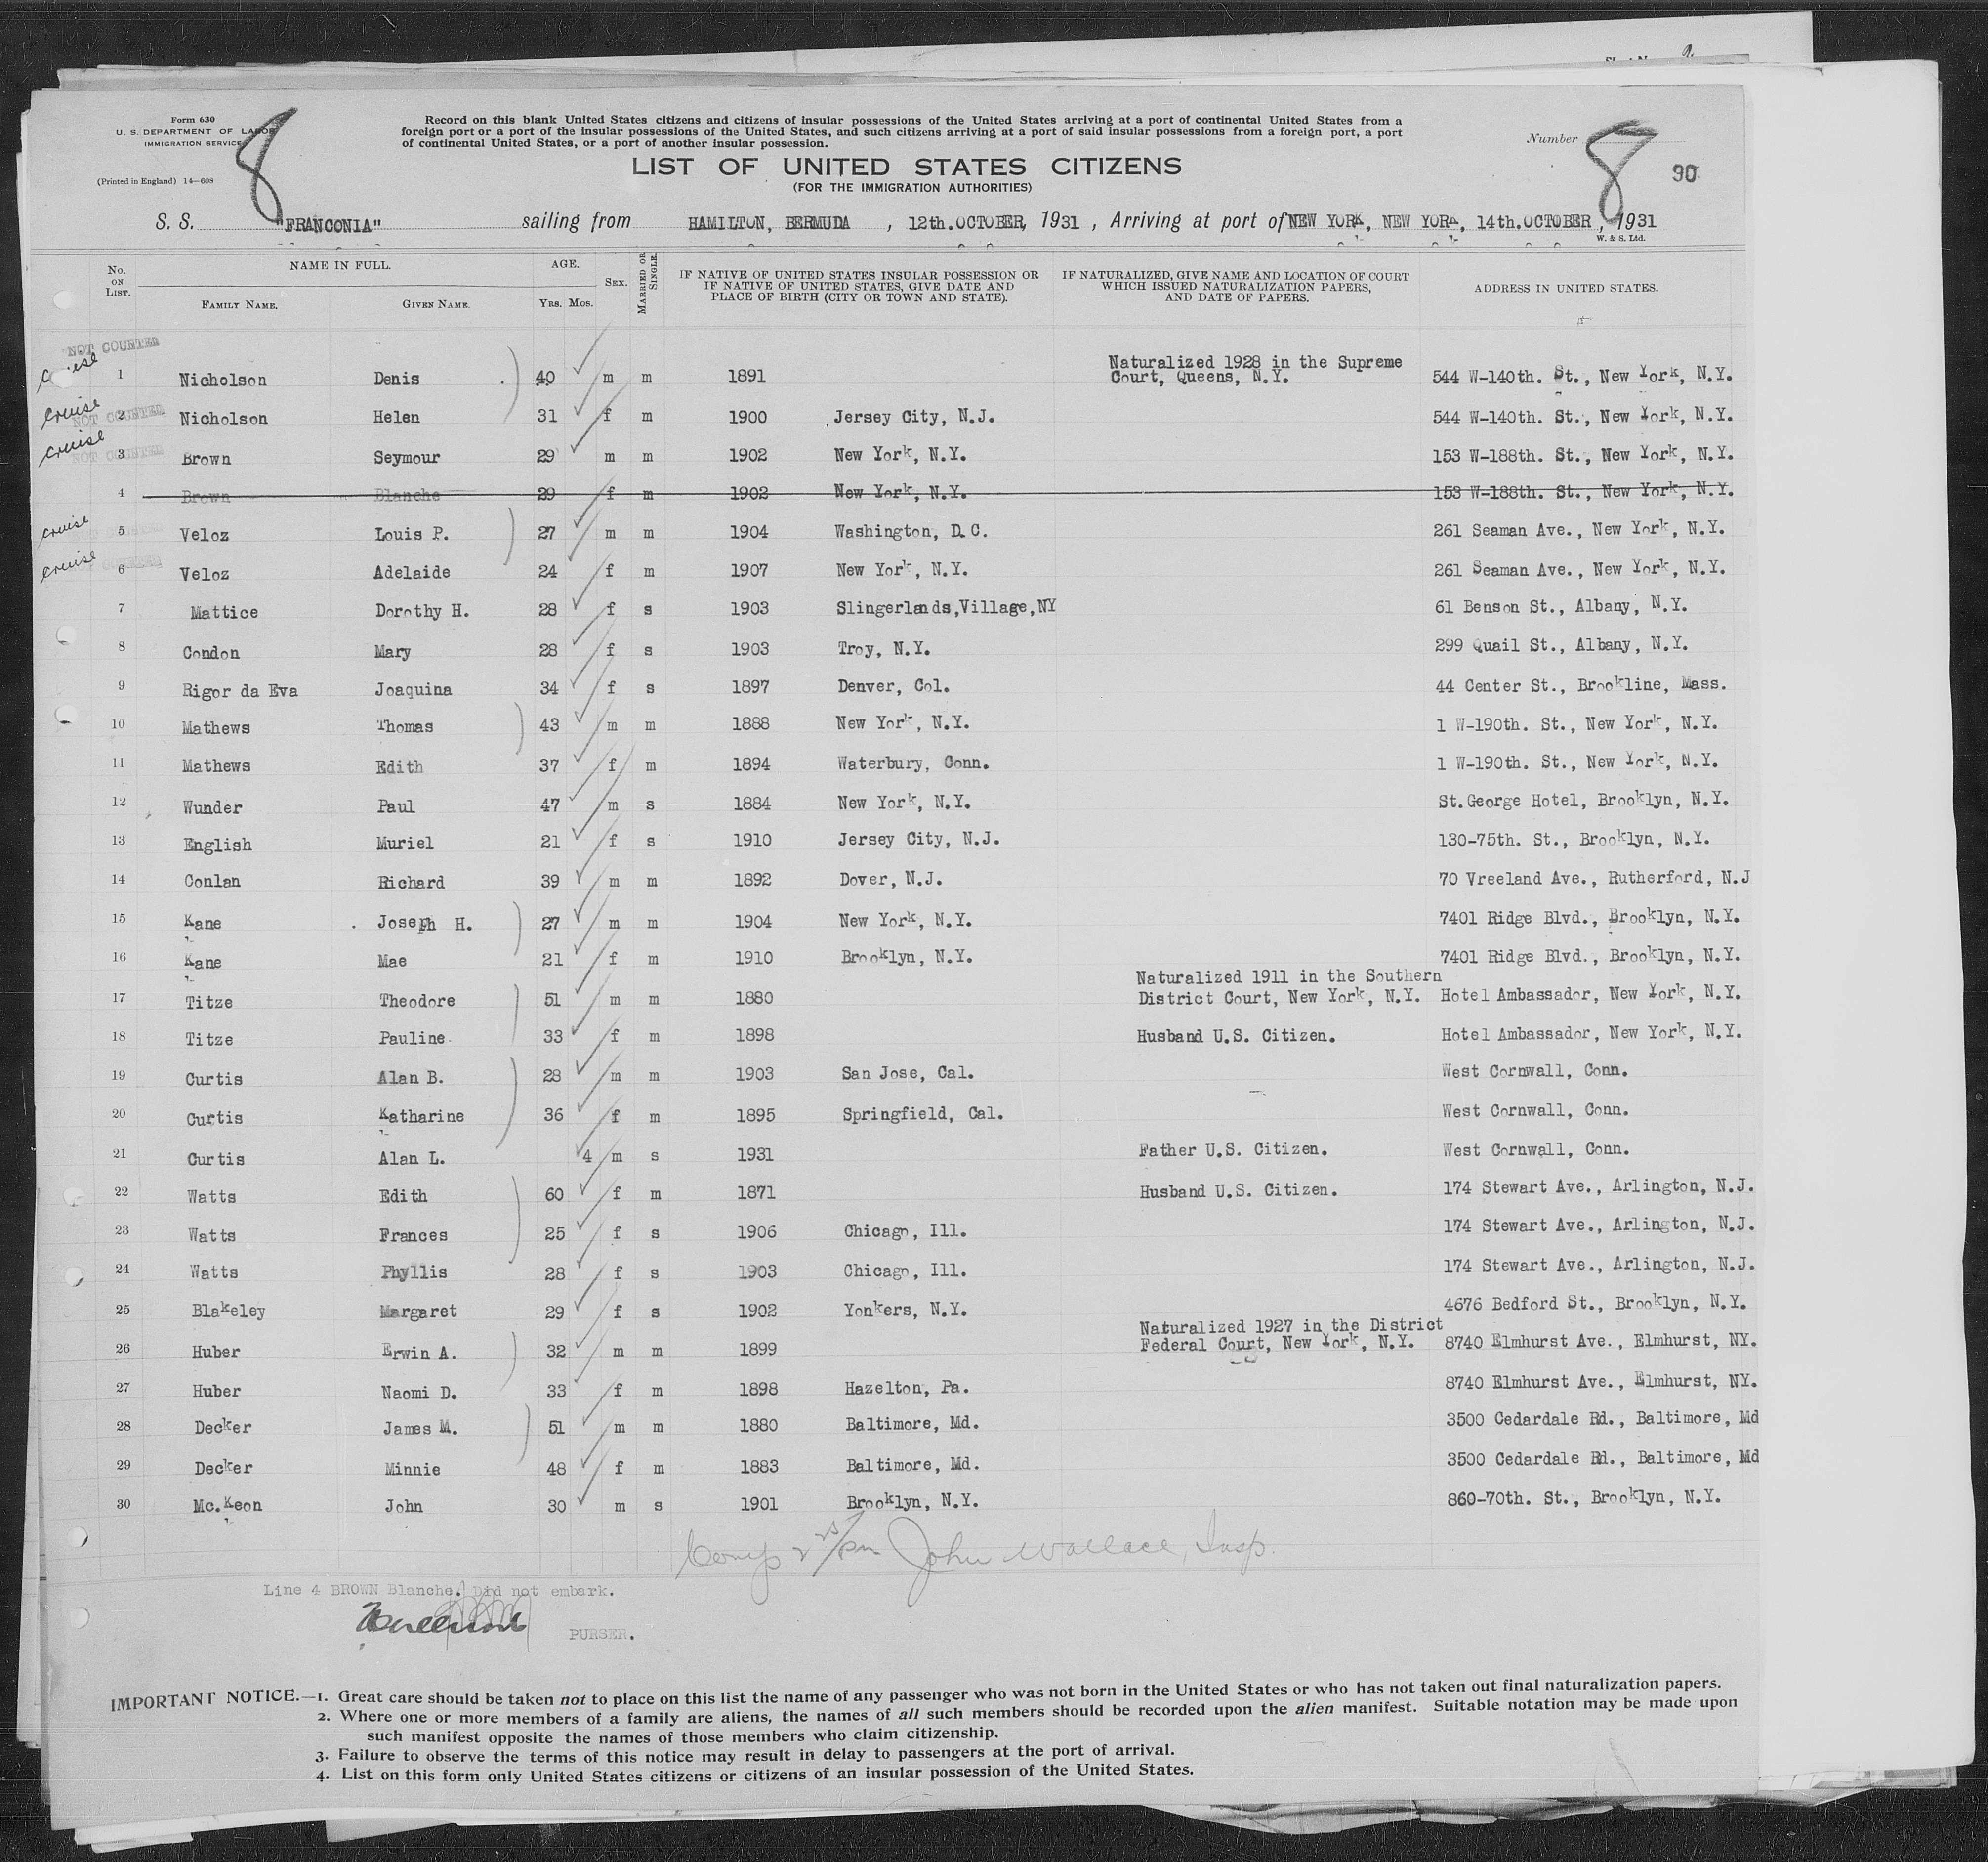 Form 630
U. S. DEPARTMENT OF LABOR
IMMIGRATION SERVICE
(Printed in England) 14—608
8
Record on this blank United States citizens and citizens of insular possessions of the United States arriving at a port of continental United States from a
foreign port or a port of the insular possessions of the United States, and such citizens arriving at a port of said insular possessions from a foreign port, a port
of continental United States, or a port of another insular possession.
Number 8
90
LIST OF UNITED STATES CITIZENS
(FOR THE IMMIGRATION AUTHORITIES)
S. S. "FRANCONIA" sailing from HAMILTON, BERMUDA , 12th.OCTOBER, 1931 , Arriving at port of NEW YORK, NEW YORK, 14th.OCTOBER , 1931
W. & S. Ltd.
No. ON LIST. NAME IN FULL. FAMILY NAME. GIVEN NAME. AGE. YRS. MOS. SEX. MARRIED OR SINGLE. IF NATIVE OF UNITED STATES INSULAR POSSESSION OR IF NATIVE OF UNITED STATES, GIVE DATE AND PLACE OF BIRTH (CITY OR TOWN AND STATE). IF NATURALIZED, GIVE NAME AND LOCATION OF COURT WHICH ISSUED NATURALIZATION PAPERS, AND DATE OF PAPERS. ADDRESS IN UNITED STATES.
NOT COUNTED
cruise 1 Nicholson Denis 40 m m 1891 Naturalized 1928 in the Supreme Court, Queens, N.Y. 544 W-140th. St., New York, N.Y.
cruise NOT COUNTED 2 Nicholson Helen 31 f m 1900 Jersey City, N.J. 544 W-140th. St., New York, N.Y.
cruise NOT COUNTED 3 Brown Seymour 29 m m 1902 New York, N.Y. 153 W-188th. St., New York, N.Y.
4 Brown Blanche 29 f m 1902 New York, N.Y. 153 W-188th. St., New York, N.Y.
cruise 5 Veloz Louis P. 27 m m 1904 Washington, D.C. 261 Seaman Ave., New York, N.Y.
cruise 6 Veloz Adelaide 24 f m 1907 New York, N.Y. 261 Seaman Ave., New York, N.Y.
7 Mattice Dorothy H. 28 f s 1903 Slingerlands,Village,NY 61 Benson St., Albany, N.Y.
8 Condon Mary 28 f s 1903 Troy, N.Y. 299 Quail St., Albany, N.Y.
9 Rigor da Eva Joaquina 34 f s 1897 Denver, Col. 44 Center St., Brookline, Mass.
10 Mathews Thomas 43 m m 1888 New York, N.Y. 1 W-190th. St., New York, N.Y.
11 Mathews Edith 37 f m 1894 Waterbury, Conn. 1 W-190th. St., New York, N.Y.
12 Wunder Paul 47 m s 1884 New York, N.Y. St.George Hotel, Brooklyn, N.Y.
13 English Muriel 21 f s 1910 Jersey City, N.J. 130-75th. St., Brooklyn, N.Y.
14 Conlan Richard 39 m m 1892 Dover, N.J. 70 Vreeland Ave., Rutherford, N.J
15 Kane Joseph H. 27 m m 1904 New York, N.Y. 7401 Ridge Blvd., Brooklyn, N.Y.
16 Kane Mae 21 f m 1910 Brooklyn, N.Y. 7401 Ridge Blvd., Brooklyn, N.Y.
17 Titze Theodore 51 m m 1880 Naturalized 1911 in the Southern District Court, New York, N.Y. Hotel Ambassador, New York, N.Y.
18 Titze Pauline 33 f m 1898 Husband U.S. Citizen. Hotel Ambassador, New York, N.Y.
19 Curtis Alan B. 28 m m 1903 San Jose, Cal. West Cornwall, Conn.
20 Curtis Katharine 36 f m 1895 Springfield, Cal. West Cornwall, Conn.
21 Curtis Alan L. 4 m s 1931 Father U.S. Citizen. West Cornwall, Conn.
22 Watts Edith 60 f m 1871 Husband U.S. Citizen. 174 Stewart Ave., Arlington, N.J.
23 Watts Frances 25 f s 1906 Chicago, Ill. 174 Stewart Ave., Arlington, N.J.
24 Watts Phyllis 28 f s 1903 Chicago, Ill. 174 Stewart Ave., Arlington, N.J.
25 Blakeley Margaret 29 f s 1902 Yonkers, N.Y. 4676 Bedford St., Brooklyn, N.Y.
26 Huber Erwin A. 32 m m 1899 Naturalized 1927 in the District Federal Court, New York, N.Y. 8740 Elmhurst Ave., Elmhurst, NY.
27 Huber Naomi D. 33 f m 1898 Hazelton, Pa. 8740 Elmhurst Ave., Elmhurst, NY.
28 Decker James M. 51 m m 1880 Baltimore, Md. 3500 Cedardale Rd., Baltimore, Md
29 Decker Minnie 48 f m 1883 Baltimore, Md. 3500 Cedardale Rd., Baltimore, Md
30 Mc.Keon John 30 m s 1901 Brooklyn, N.Y. 860-70th. St., Brooklyn, N.Y.
Comp 2 25/pm John Wallace, Insp.
Line 4 BROWN Blanche. Did not embark.
PURSER.
IMPORTANT NOTICE.—1. Great care should be taken not to place on this list the name of any passenger who was not born in the United States or who has not taken out final naturalization papers.
2. Where one or more members of a family are aliens, the names of all such members should be recorded upon the alien manifest. Suitable notation may be made upon
such manifest opposite the names of those members who claim citizenship.
3. Failure to observe the terms of this notice may result in delay to passengers at the port of arrival.
4. List on this form only United States citizens or citizens of an insular possession of the United States.